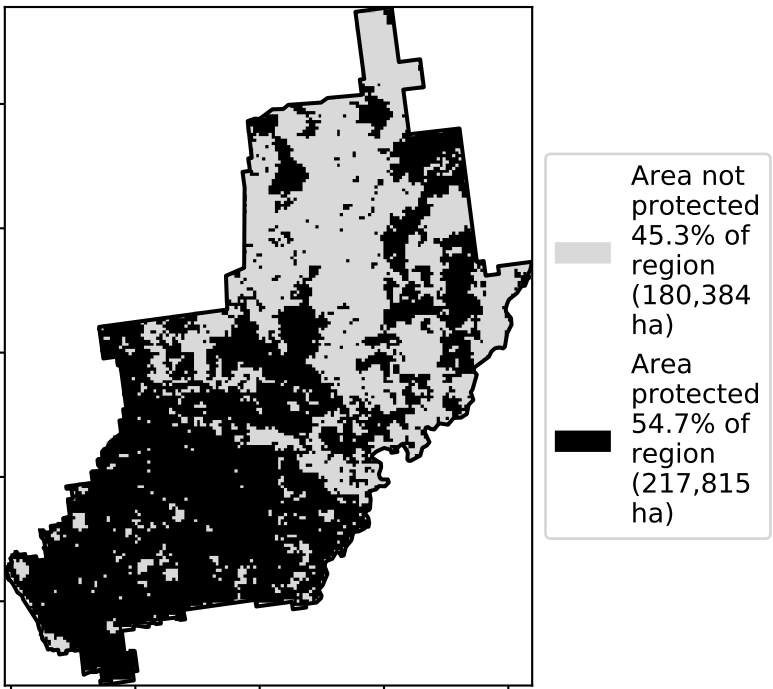 Area not
protected
45.3% of
region
(180,384
ha)
Area
protected
54.7% of
region
(217,815
ha)